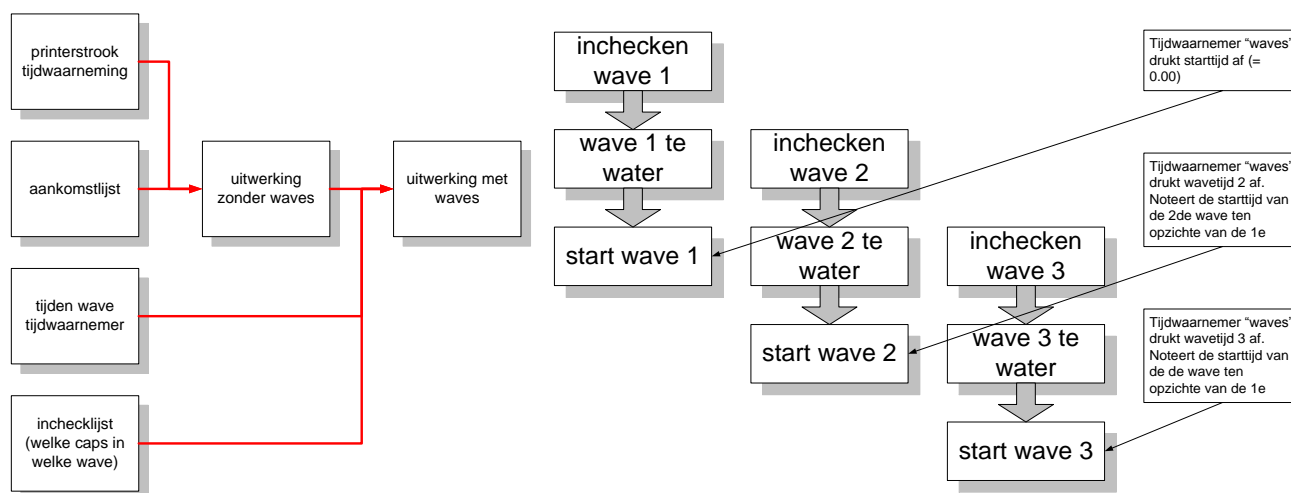 printerstrook
tijdwaarneming
aankomstlijst
uitwerking
zonder waves
uitwerking met
waves
tijden wave
tijdwaarnemer
inchecklijst
(welke caps in
welke wave)
inchecken
wave 1
wave 1 te
water
start wave 1
inchecken
wave 2
wave 2 te
water
start wave 2
inchecken
wave 3
wave 3 te
water
start wave 3
Tijdwaarnemer “waves”
drukt starttijd af (=
0.00)
Tijdwaarnemer “waves”
drukt wavetijd 2 af.
Noteert de starttijd van
de 2de wave ten
opzichte van de 1e
Tijdwaarnemer “waves”
drukt wavetijd 3 af.
Noteert de starttijd van
de de wave ten
opzichte van de 1e